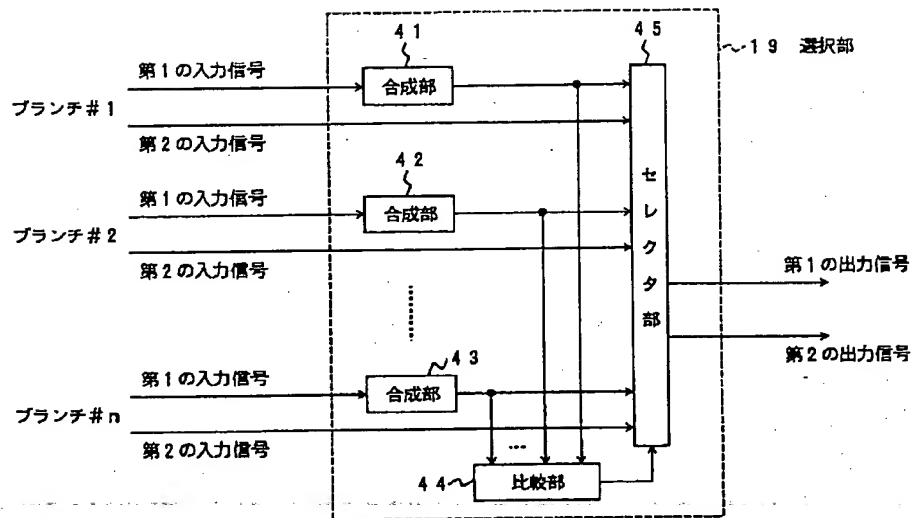 41
45
19 選択部
第1の入力信号
合成部
ブランチ#1
第2の入力信号
42
第1の入力信号
合成部
セレクタ部
ブランチ#2
第2の入力信号
第1の出力信号
第2の出力信号
43
第1の入力信号
合成部
ブランチ#n
第2の入力信号
44
比較部